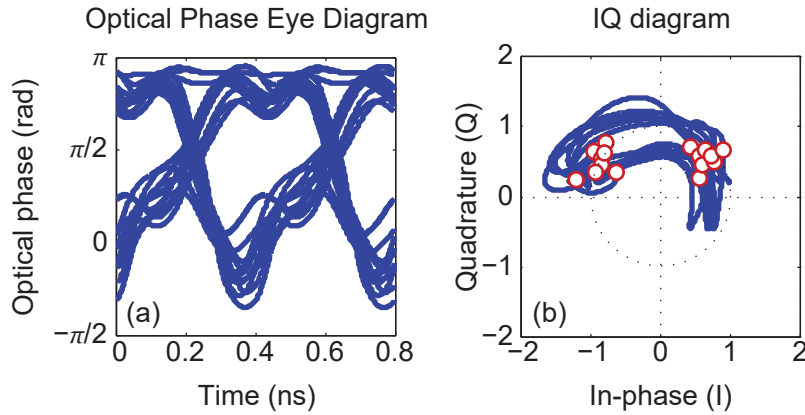 Optical Phase Eye Diagram
Optical phase (rad)
π
π/2
0
−π/2
(a)
0 0.2 0.4 0.6 0.8
Time (ns)
IQ diagram
Quadrature (Q)
2
1
0
−1
−2
(b)
−2 −1 0 1 2
In-phase (I)